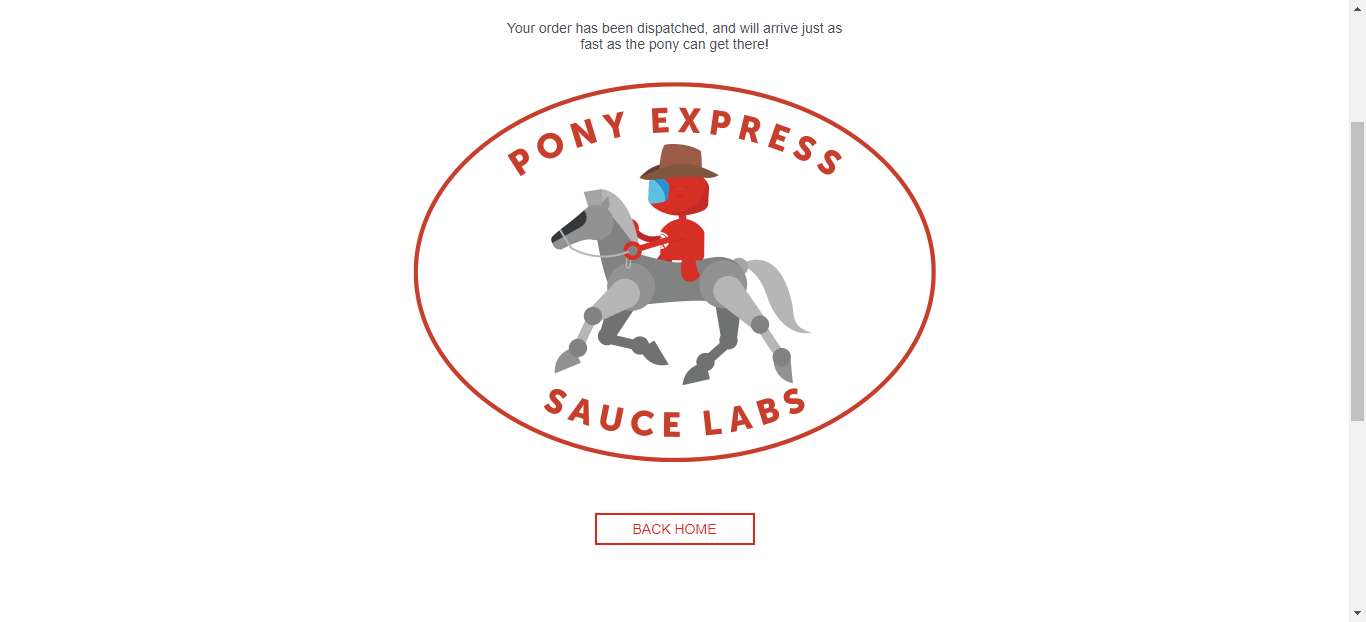 Your order has been dispatched, and will arrive just as
fast as the pony can get there!
PONY EXPRESS
SAUCE LABS
BACK HOME